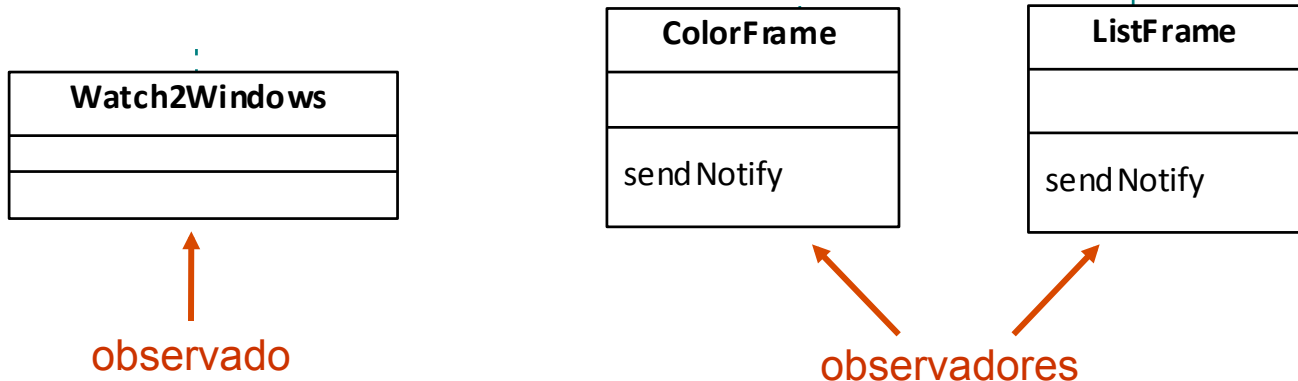 Watch2Windows
observado
ColorFrame
sendNotify
ListFrame
sendNotify
observadores